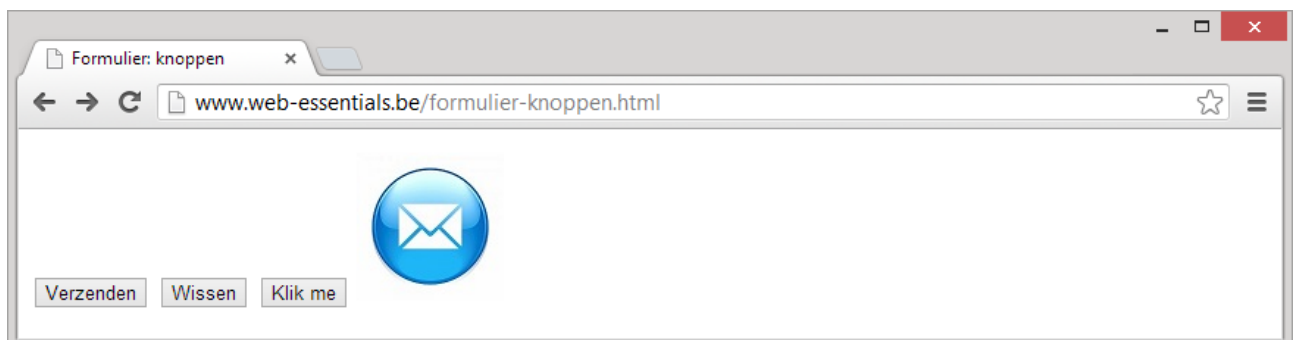 Formulier: knoppen
www.web-essentials.be/formulier-knoppen.html
Verzenden Wissen Klik me